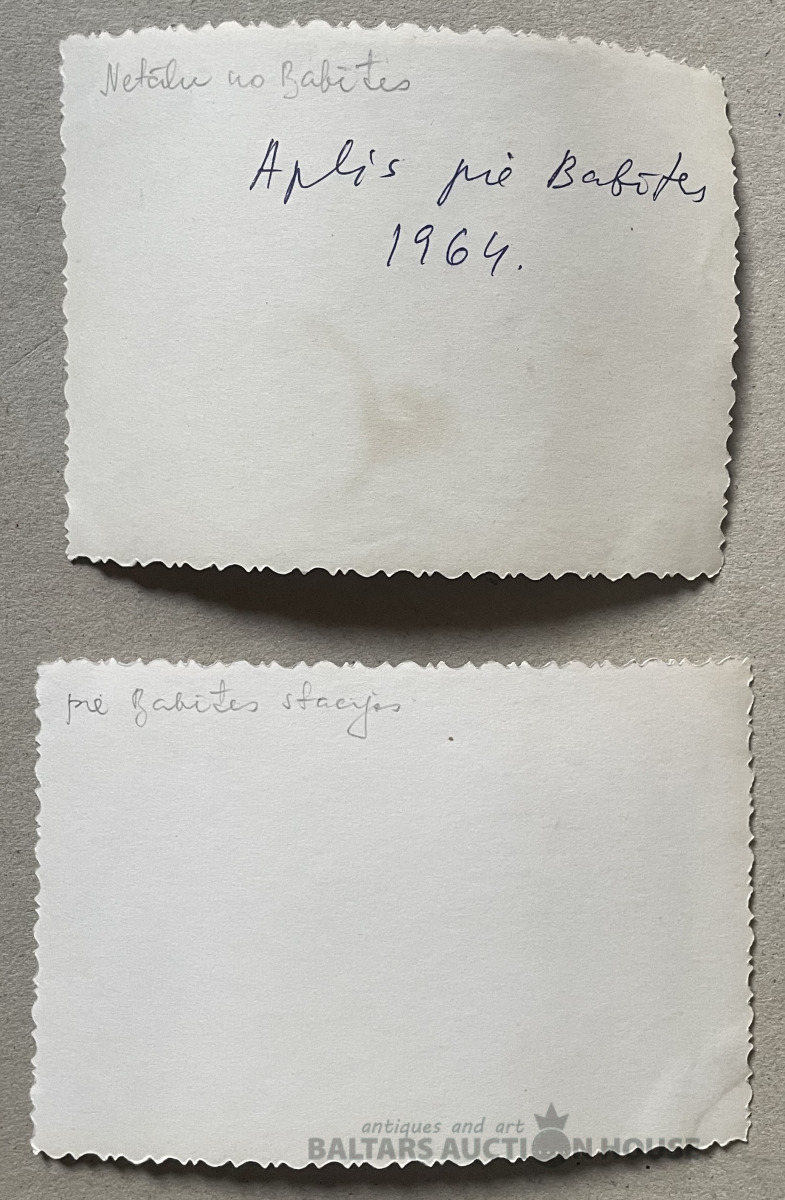 Netālu no Babītes
Aplis pie Babītes
1964.
pie Babītes stacijas
antiques and art
BALTARS AUCTION HOUSE